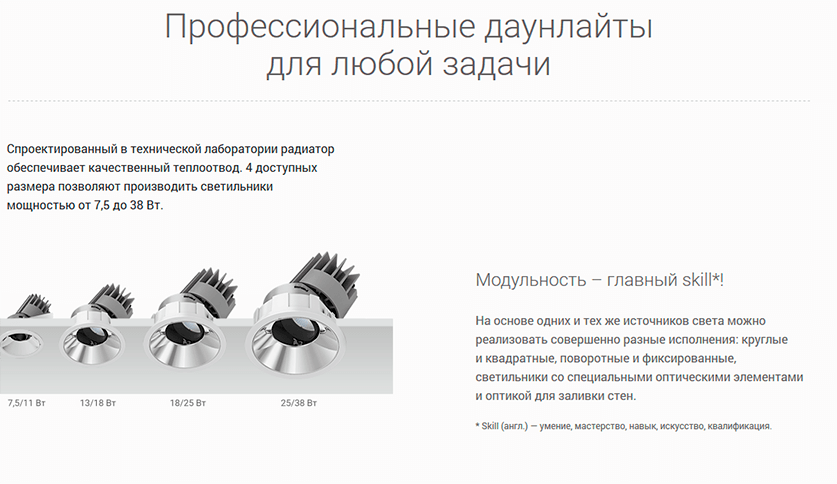 Профессиональные даунлайты
для любой задачи
Спроектированный в технической лаборатории радиатор
обеспечивает качественный теплоотвод. 4 доступных
размера позволяют производить светильники
мощностью от 7,5 до 38 Вт.
7,5/11 Вт
13/18 Вт
18/25 Вт
25/38 Вт
Модульность – главный skill*!
На основе одних и тех же источников света можно
реализовать совершенно разные исполнения: круглые
и квадратные, поворотные и фиксированные,
светильники со специальными оптическими элементами
и оптикой для заливки стен.
* Skill (англ.) — умение, мастерство, навык, искусство, квалификация.